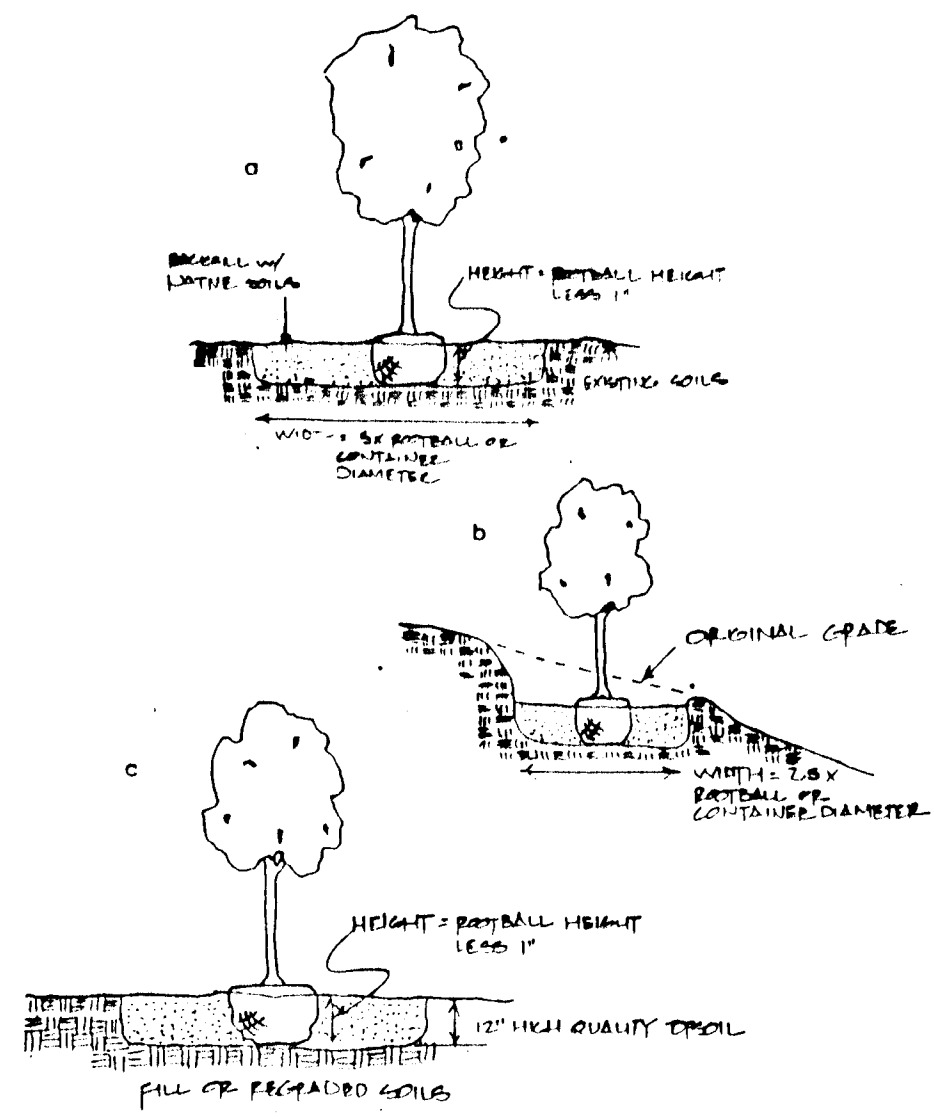 a
BACKFILL W/
NATIVE SOILS
HEIGHT = ROOTBALL HEIGHT
LESS 1"
EXISTING SOILS
WIDTH = 3X ROOTBALL OR
CONTAINER
DIAMETER
b
ORIGINAL GRADE
WIDTH = 2.5 X
ROOTBALL OR
CONTAINER DIAMETER
c
HEIGHT = ROOTBALL HEIGHT
LESS 1"
12" HIGH QUALITY TOPSOIL
FILL OR REGRADED SOILS